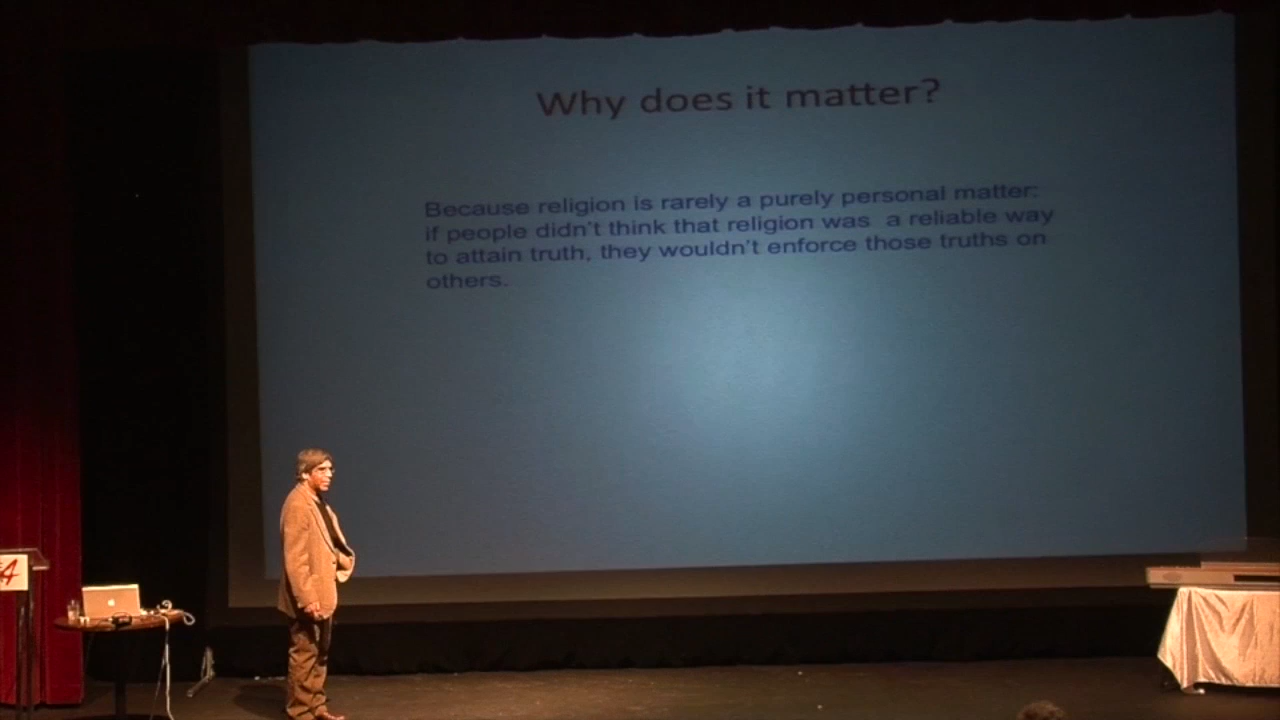 Why does it matter?
Because religion is rarely a purely personal matter:
if people didn't think that religion was a reliable way
to attain truth, they wouldn't enforce those truths on
others.